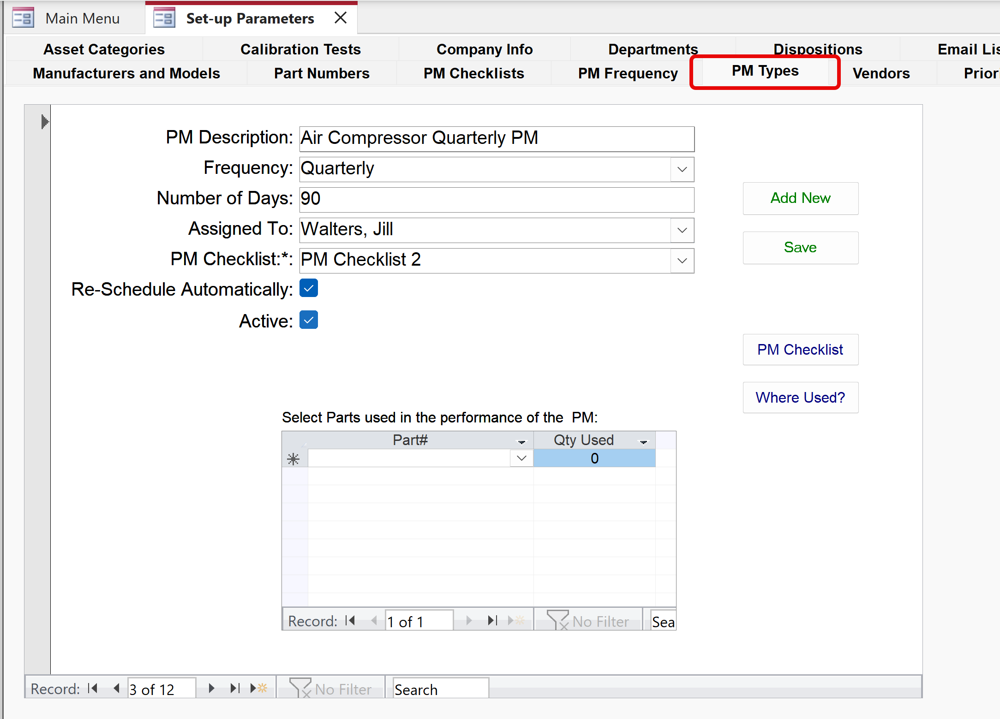 Main Menu Set-up Parameters
Asset Categories Calibration Tests Company Info Departments Dispositions Email Lis
Manufacturers and Models Part Numbers PM Checklists PM Frequency PM Types Vendors Priori
PM Description: Air Compressor Quarterly PM
Frequency: Quarterly
Number of Days: 90
Add New
Assigned To: Walters, Jill
Save
PM Checklist:*: PM Checklist 2
Re-Schedule Automatically:
Active:
PM Checklist
Where Used?
Select Parts used in the performance of the  PM:
Part# Qty Used
0
Record: 1 of 1 No Filter Sea
Record: 3 of 12 No Filter Search